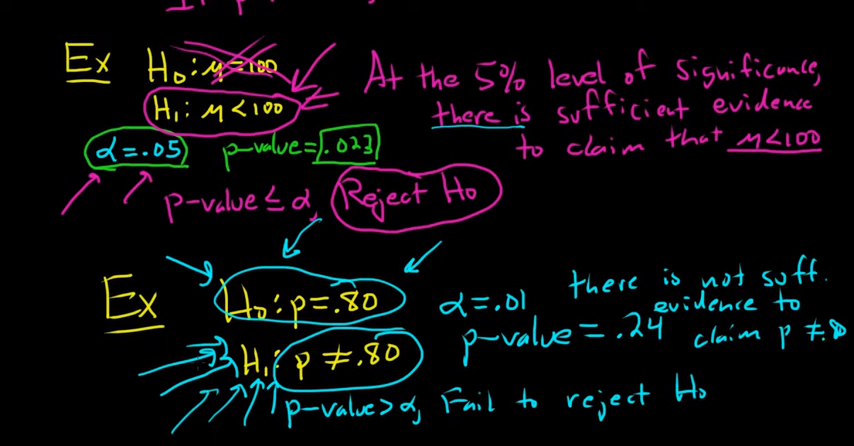 Ex H₀: μ = 100
H₁: μ < 100
At the 5% level of significance,
there is sufficient evidence
to claim that μ < 100
α = .05 p-value = .023
p-value ≤ α, Reject H₀
Ex H₀: p = .80
H₁: p ≠ .80
α = .01
p-value = .24
there is not suff.
evidence to
claim p ≠ .80
p-value > α, Fail to reject H₀